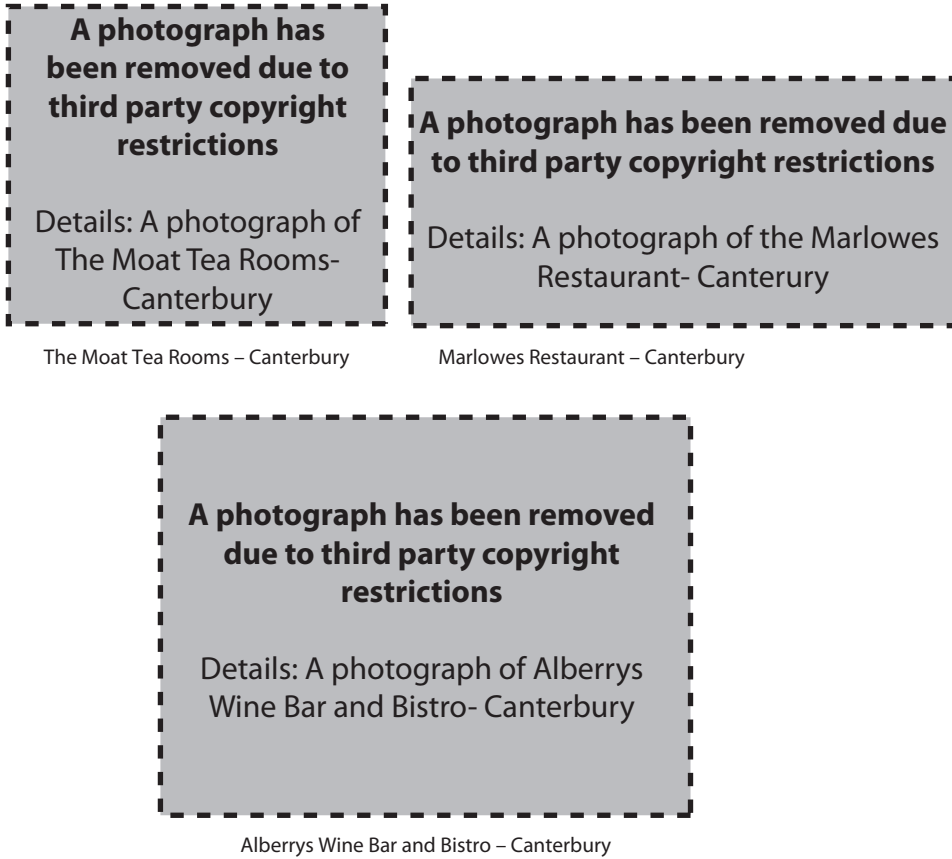 A photograph has
been removed due to
third party copyright
restrictions
Details: A photograph of
The Moat Tea Rooms-
Canterbury
The Moat Tea Rooms – Canterbury
A photograph has been removed due
to third party copyright restrictions
Details: A photograph of the Marlowes
Restaurant- Canterury
Marlowes Restaurant – Canterbury
A photograph has been removed
due to third party copyright
restrictions
Details: A photograph of Alberrys
Wine Bar and Bistro- Canterbury
Alberrys Wine Bar and Bistro – Canterbury